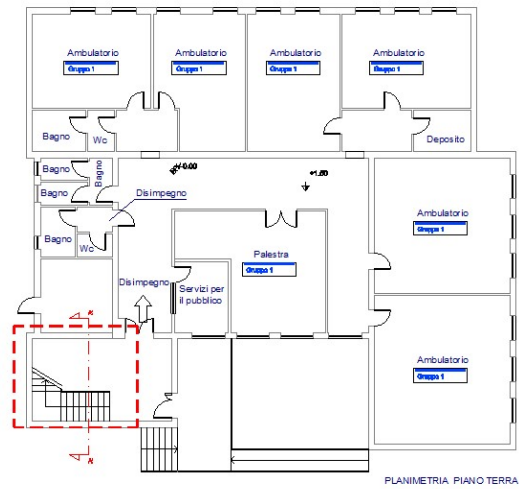 Ambulatorio
Gruppo 1
Ambulatorio
Gruppo 1
Ambulatorio
Gruppo 1
Ambulatorio
Gruppo 1
Bagno
Wc
Deposito
Bagno
Bagno
+/-0.00
+1.60
Bagno
Disimpegno
Ambulatorio
Gruppo 1
Bagno
Wc
Palestra
Gruppo 1
Disimpegno
Servizi per
il pubblico
Ambulatorio
Gruppo 1
PLANIMETRIA PIANO TERRA